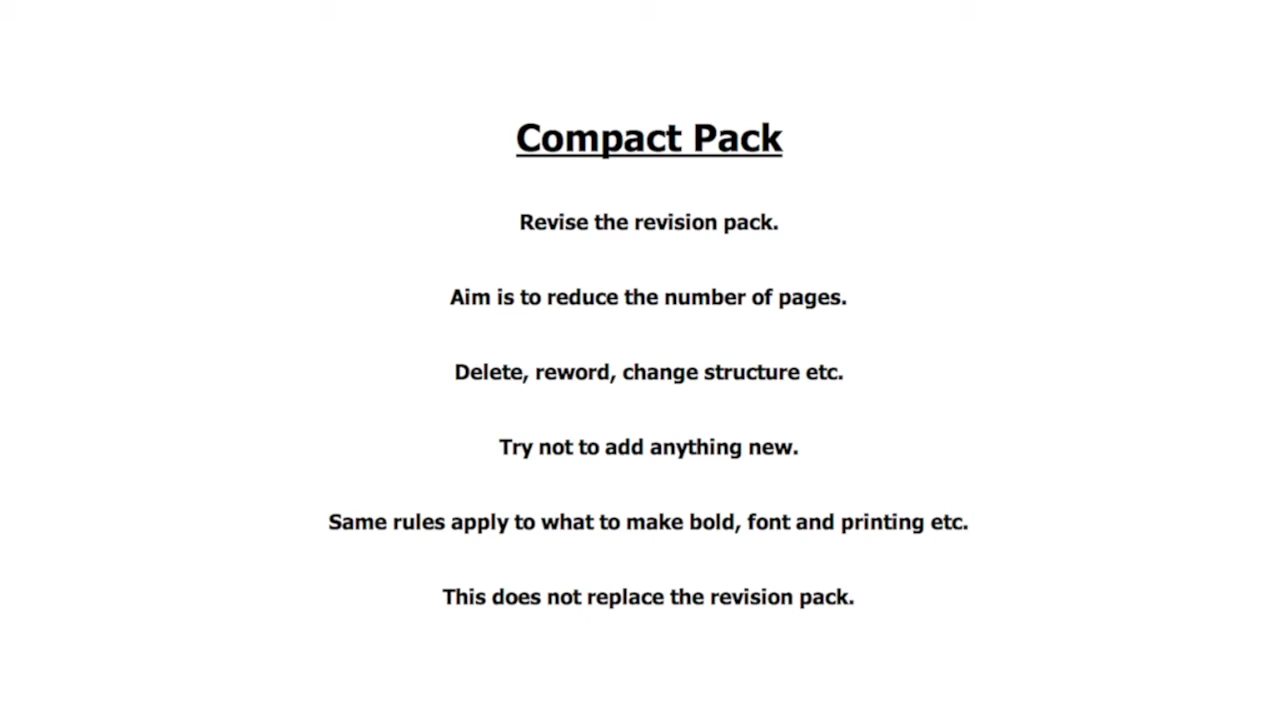 Compact Pack
Revise the revision pack.
Aim is to reduce the number of pages.
Delete, reword, change structure etc.
Try not to add anything new.
Same rules apply to what to make bold, font and printing etc.
This does not replace the revision pack.